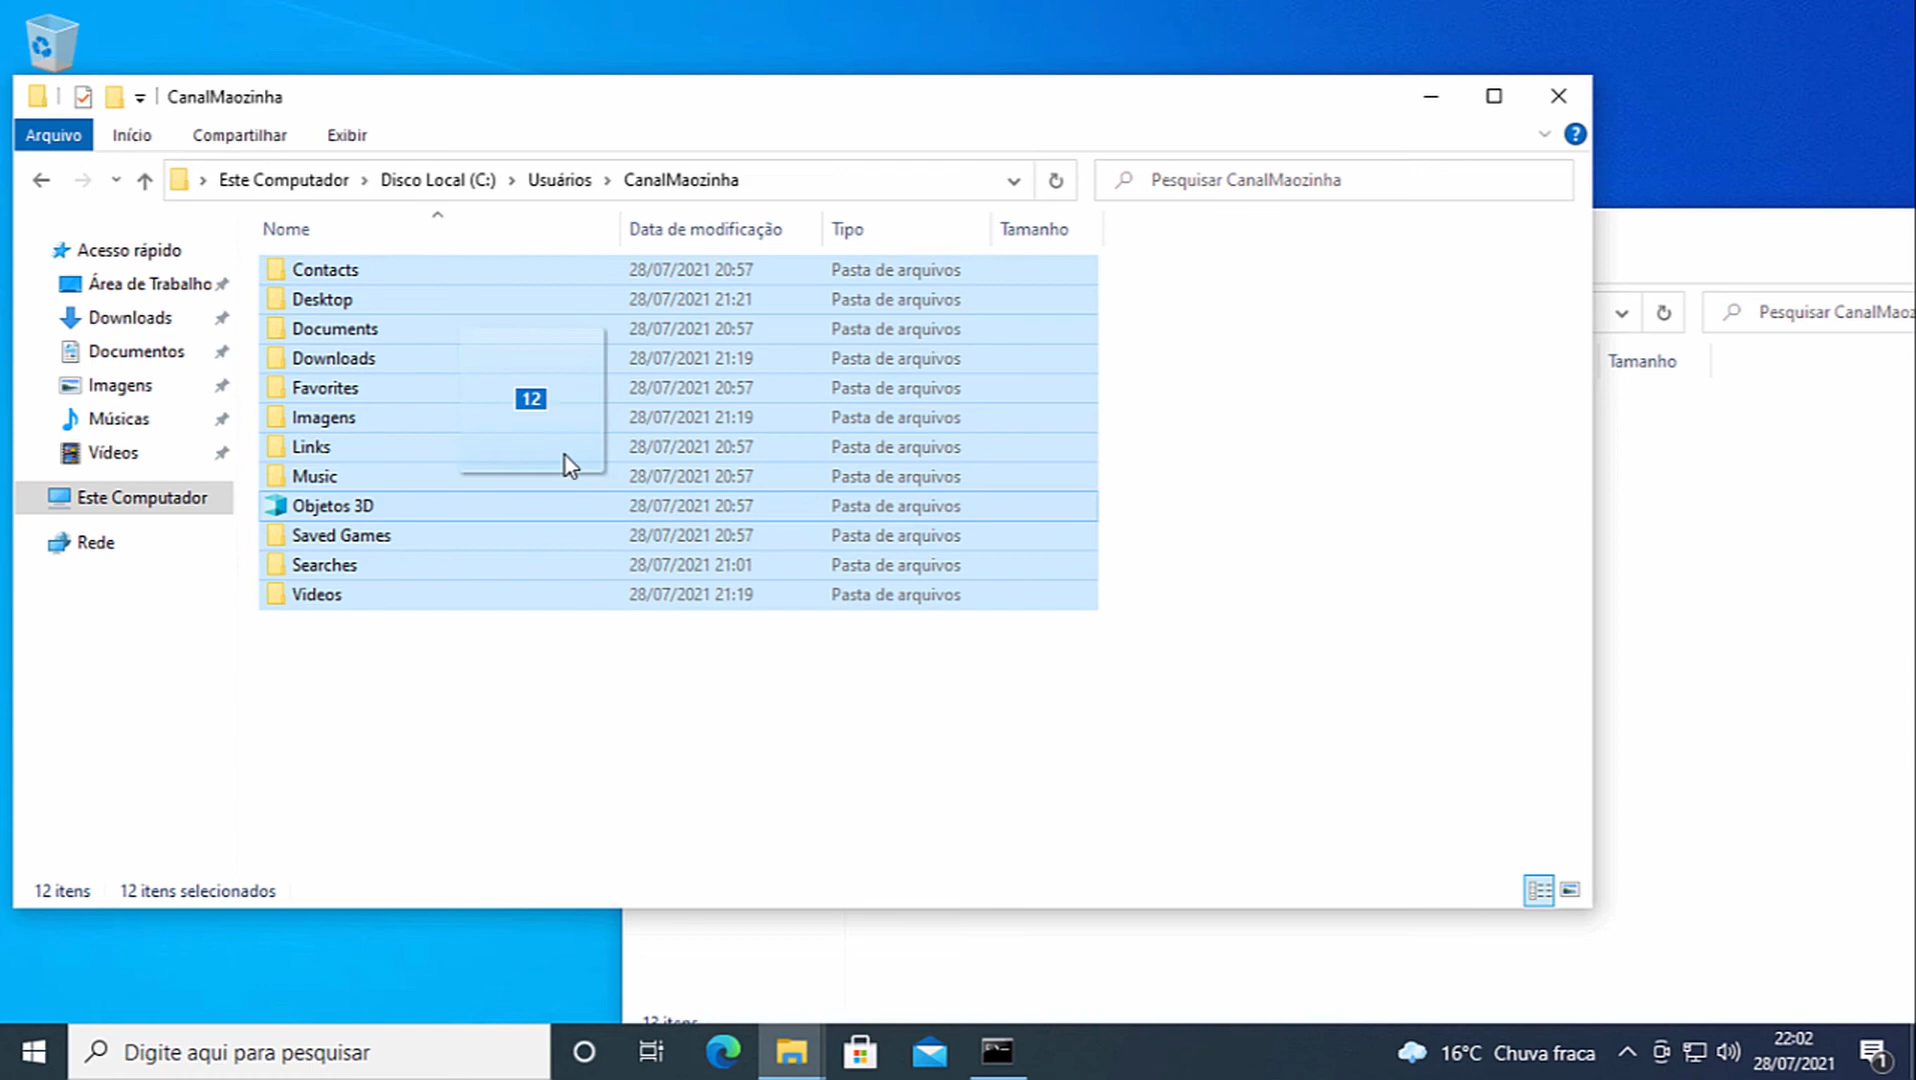 CanalMaozinha
Arquivo Início Compartilhar Exibir
Este Computador Disco Local (C:) Usuários CanalMaozinha Pesquisar CanalMaozinha
Nome Data de modificação Tipo Tamanho
Acesso rápido
Área de Trabalho
Downloads
Documentos
Imagens
Músicas
Vídeos
Este Computador
Rede
Contacts 28/07/2021 20:57 Pasta de arquivos
Desktop 28/07/2021 21:21 Pasta de arquivos
Documents 28/07/2021 20:57 Pasta de arquivos
Downloads 28/07/2021 21:19 Pasta de arquivos
Favorites 28/07/2021 20:57 Pasta de arquivos
Imagens 28/07/2021 21:19 Pasta de arquivos
Links 28/07/2021 20:57 Pasta de arquivos
Music 28/07/2021 20:57 Pasta de arquivos
Objetos 3D 28/07/2021 20:57 Pasta de arquivos
Saved Games 28/07/2021 20:57 Pasta de arquivos
Searches 28/07/2021 21:01 Pasta de arquivos
Videos 28/07/2021 21:19 Pasta de arquivos
12
12 itens 12 itens selecionados
Pesquisar CanalMaoz
Tamanho
Digite aqui para pesquisar
16°C Chuva fraca
22:02
28/07/2021
1